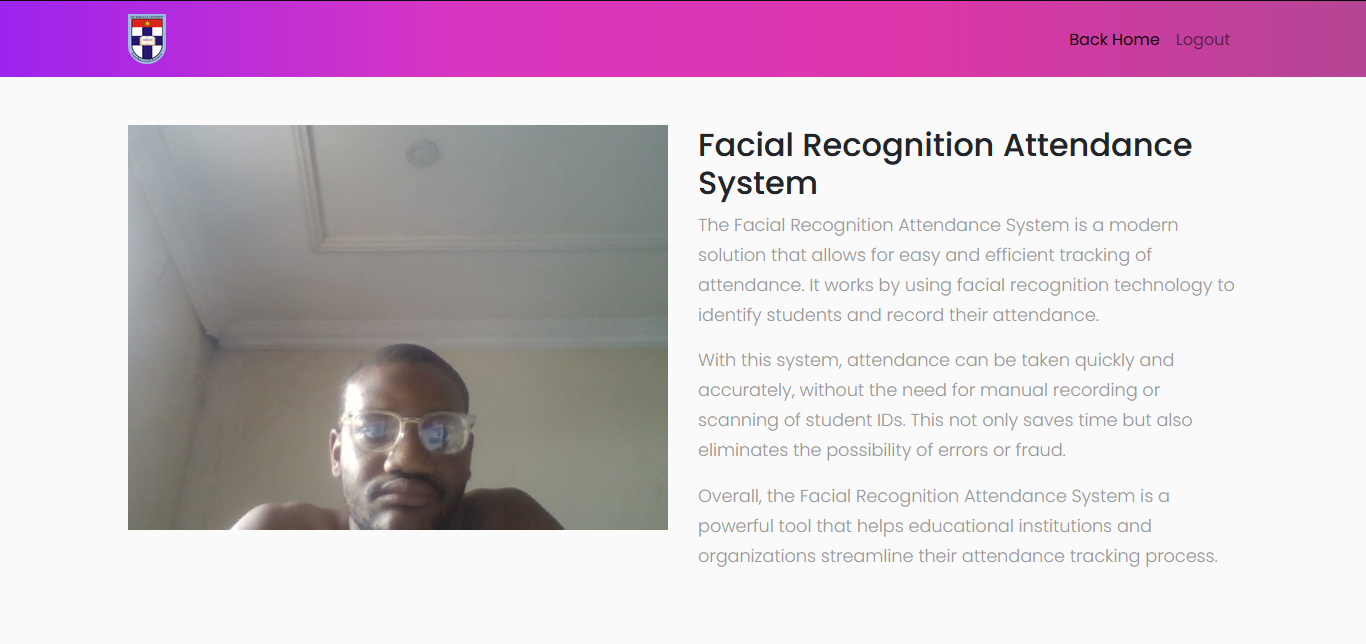 Back Home Logout
Facial Recognition Attendance
System
The Facial Recognition Attendance System is a modern
solution that allows for easy and efficient tracking of
attendance. It works by using facial recognition technology to
identify students and record their attendance.
With this system, attendance can be taken quickly and
accurately, without the need for manual recording or
scanning of student IDs. This not only saves time but also
eliminates the possibility of errors or fraud.
Overall, the Facial Recognition Attendance System is a
powerful tool that helps educational institutions and
organizations streamline their attendance tracking process.